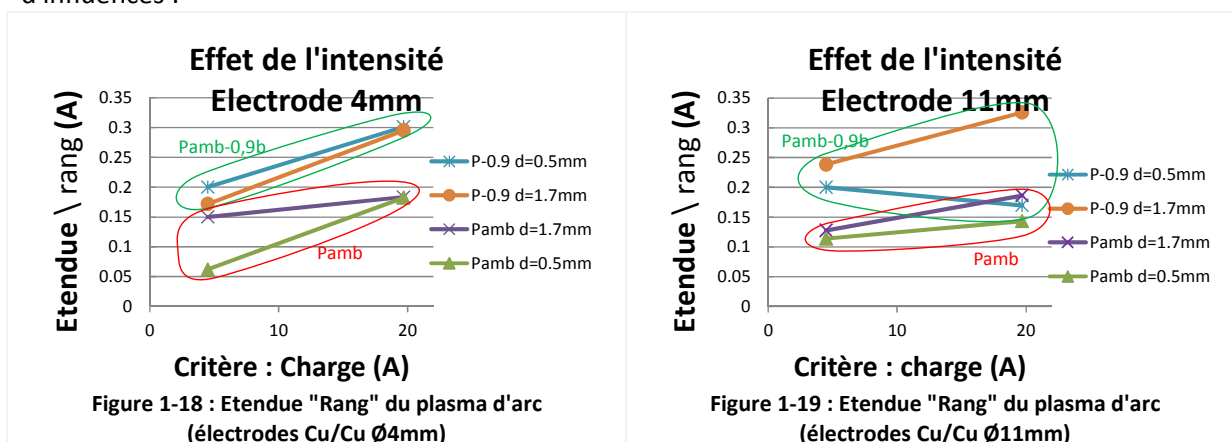 d'influences :
Effet de l'intensité
Electrode 4mm
Etendue \ rang (A)
0.35
0.3
0.25
0.2
0.15
0.1
0.05
0
0
10
20
Pamb-0,9b
Pamb
P-0.9 d=0.5mm
P-0.9 d=1.7mm
Pamb d=1.7mm
Pamb d=0.5mm
Critère : Charge (A)
Figure 1-18 : Etendue "Rang" du plasma d'arc
(électrodes Cu/Cu Ø4mm)
Effet de l'intensité
Electrode 11mm
Etendue \ rang (A)
0.35
0.3
0.25
0.2
0.15
0.1
0.05
0
0
10
20
Pamb-0,9b
Pamb
P-0.9 d=0.5mm
P-0.9 d=1.7mm
Pamb d=1.7mm
Pamb d=0.5mm
Critère : charge (A)
Figure 1-19 : Etendue "Rang" du plasma d'arc
(électrodes Cu/Cu Ø11mm)